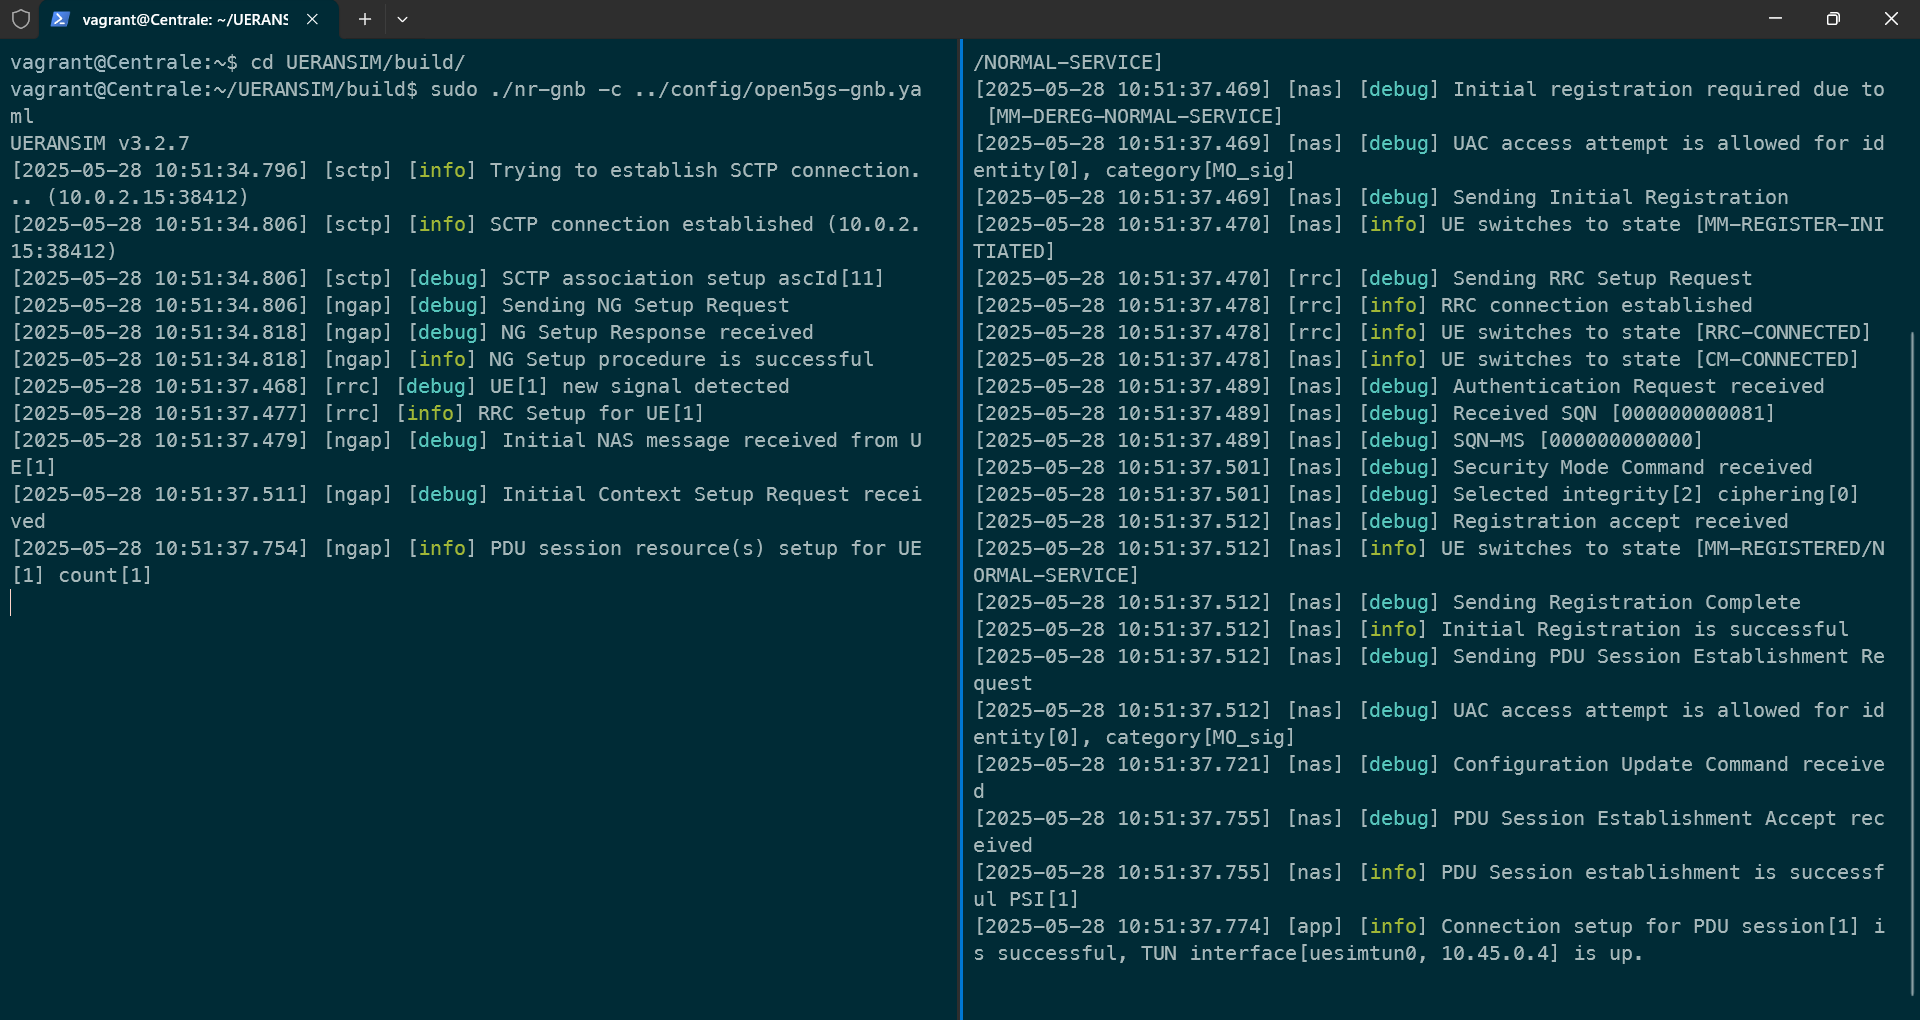 vagrant@Centrale: ~/UERANS
vagrant@Centrale:~$ cd UERANSIM/build/
vagrant@Centrale:~/UERANSIM/build$ sudo ./nr-gnb -c ../config/open5gs-gnb.ya
ml
UERANSIM v3.2.7
[2025-05-28 10:51:34.796] [sctp] [info] Trying to establish SCTP connection.
.. (10.0.2.15:38412)
[2025-05-28 10:51:34.806] [sctp] [info] SCTP connection established (10.0.2.
15:38412)
[2025-05-28 10:51:34.806] [sctp] [debug] SCTP association setup ascId[11]
[2025-05-28 10:51:34.806] [ngap] [debug] Sending NG Setup Request
[2025-05-28 10:51:34.818] [ngap] [debug] NG Setup Response received
[2025-05-28 10:51:34.818] [ngap] [info] NG Setup procedure is successful
[2025-05-28 10:51:37.468] [rrc] [debug] UE[1] new signal detected
[2025-05-28 10:51:37.477] [rrc] [info] RRC Setup for UE[1]
[2025-05-28 10:51:37.479] [ngap] [debug] Initial NAS message received from U
E[1]
[2025-05-28 10:51:37.511] [ngap] [debug] Initial Context Setup Request recei
ved
[2025-05-28 10:51:37.754] [ngap] [info] PDU session resource(s) setup for UE
[1] count[1]
/NORMAL-SERVICE]
[2025-05-28 10:51:37.469] [nas] [debug] Initial registration required due to
 [MM-DEREG-NORMAL-SERVICE]
[2025-05-28 10:51:37.469] [nas] [debug] UAC access attempt is allowed for id
entity[0], category[MO_sig]
[2025-05-28 10:51:37.469] [nas] [debug] Sending Initial Registration
[2025-05-28 10:51:37.470] [nas] [info] UE switches to state [MM-REGISTER-INI
TIATED]
[2025-05-28 10:51:37.470] [rrc] [debug] Sending RRC Setup Request
[2025-05-28 10:51:37.478] [rrc] [info] RRC connection established
[2025-05-28 10:51:37.478] [rrc] [info] UE switches to state [RRC-CONNECTED]
[2025-05-28 10:51:37.478] [nas] [info] UE switches to state [CM-CONNECTED]
[2025-05-28 10:51:37.489] [nas] [debug] Authentication Request received
[2025-05-28 10:51:37.489] [nas] [debug] Received SQN [000000000081]
[2025-05-28 10:51:37.489] [nas] [debug] SQN-MS [000000000000]
[2025-05-28 10:51:37.501] [nas] [debug] Security Mode Command received
[2025-05-28 10:51:37.501] [nas] [debug] Selected integrity[2] ciphering[0]
[2025-05-28 10:51:37.512] [nas] [debug] Registration accept received
[2025-05-28 10:51:37.512] [nas] [info] UE switches to state [MM-REGISTERED/N
ORMAL-SERVICE]
[2025-05-28 10:51:37.512] [nas] [debug] Sending Registration Complete
[2025-05-28 10:51:37.512] [nas] [info] Initial Registration is successful
[2025-05-28 10:51:37.512] [nas] [debug] Sending PDU Session Establishment Re
quest
[2025-05-28 10:51:37.512] [nas] [debug] UAC access attempt is allowed for id
entity[0], category[MO_sig]
[2025-05-28 10:51:37.721] [nas] [debug] Configuration Update Command receive
d
[2025-05-28 10:51:37.755] [nas] [debug] PDU Session Establishment Accept rec
eived
[2025-05-28 10:51:37.755] [nas] [info] PDU Session establishment is successf
ul PSI[1]
[2025-05-28 10:51:37.774] [app] [info] Connection setup for PDU session[1] i
s successful, TUN interface[uesimtun0, 10.45.0.4] is up.